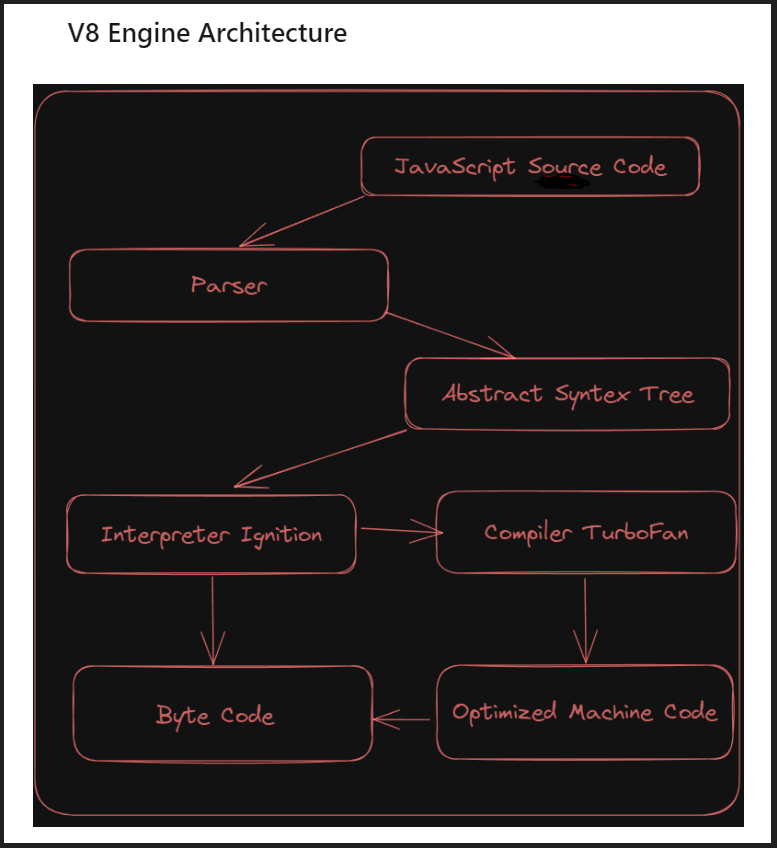 V8 Engine Architecture
JavaScript Source Code
Parser
Abstract Syntex Tree
Interpreter Ignition
Compiler TurboFan
Byte Code
Optimized Machine Code